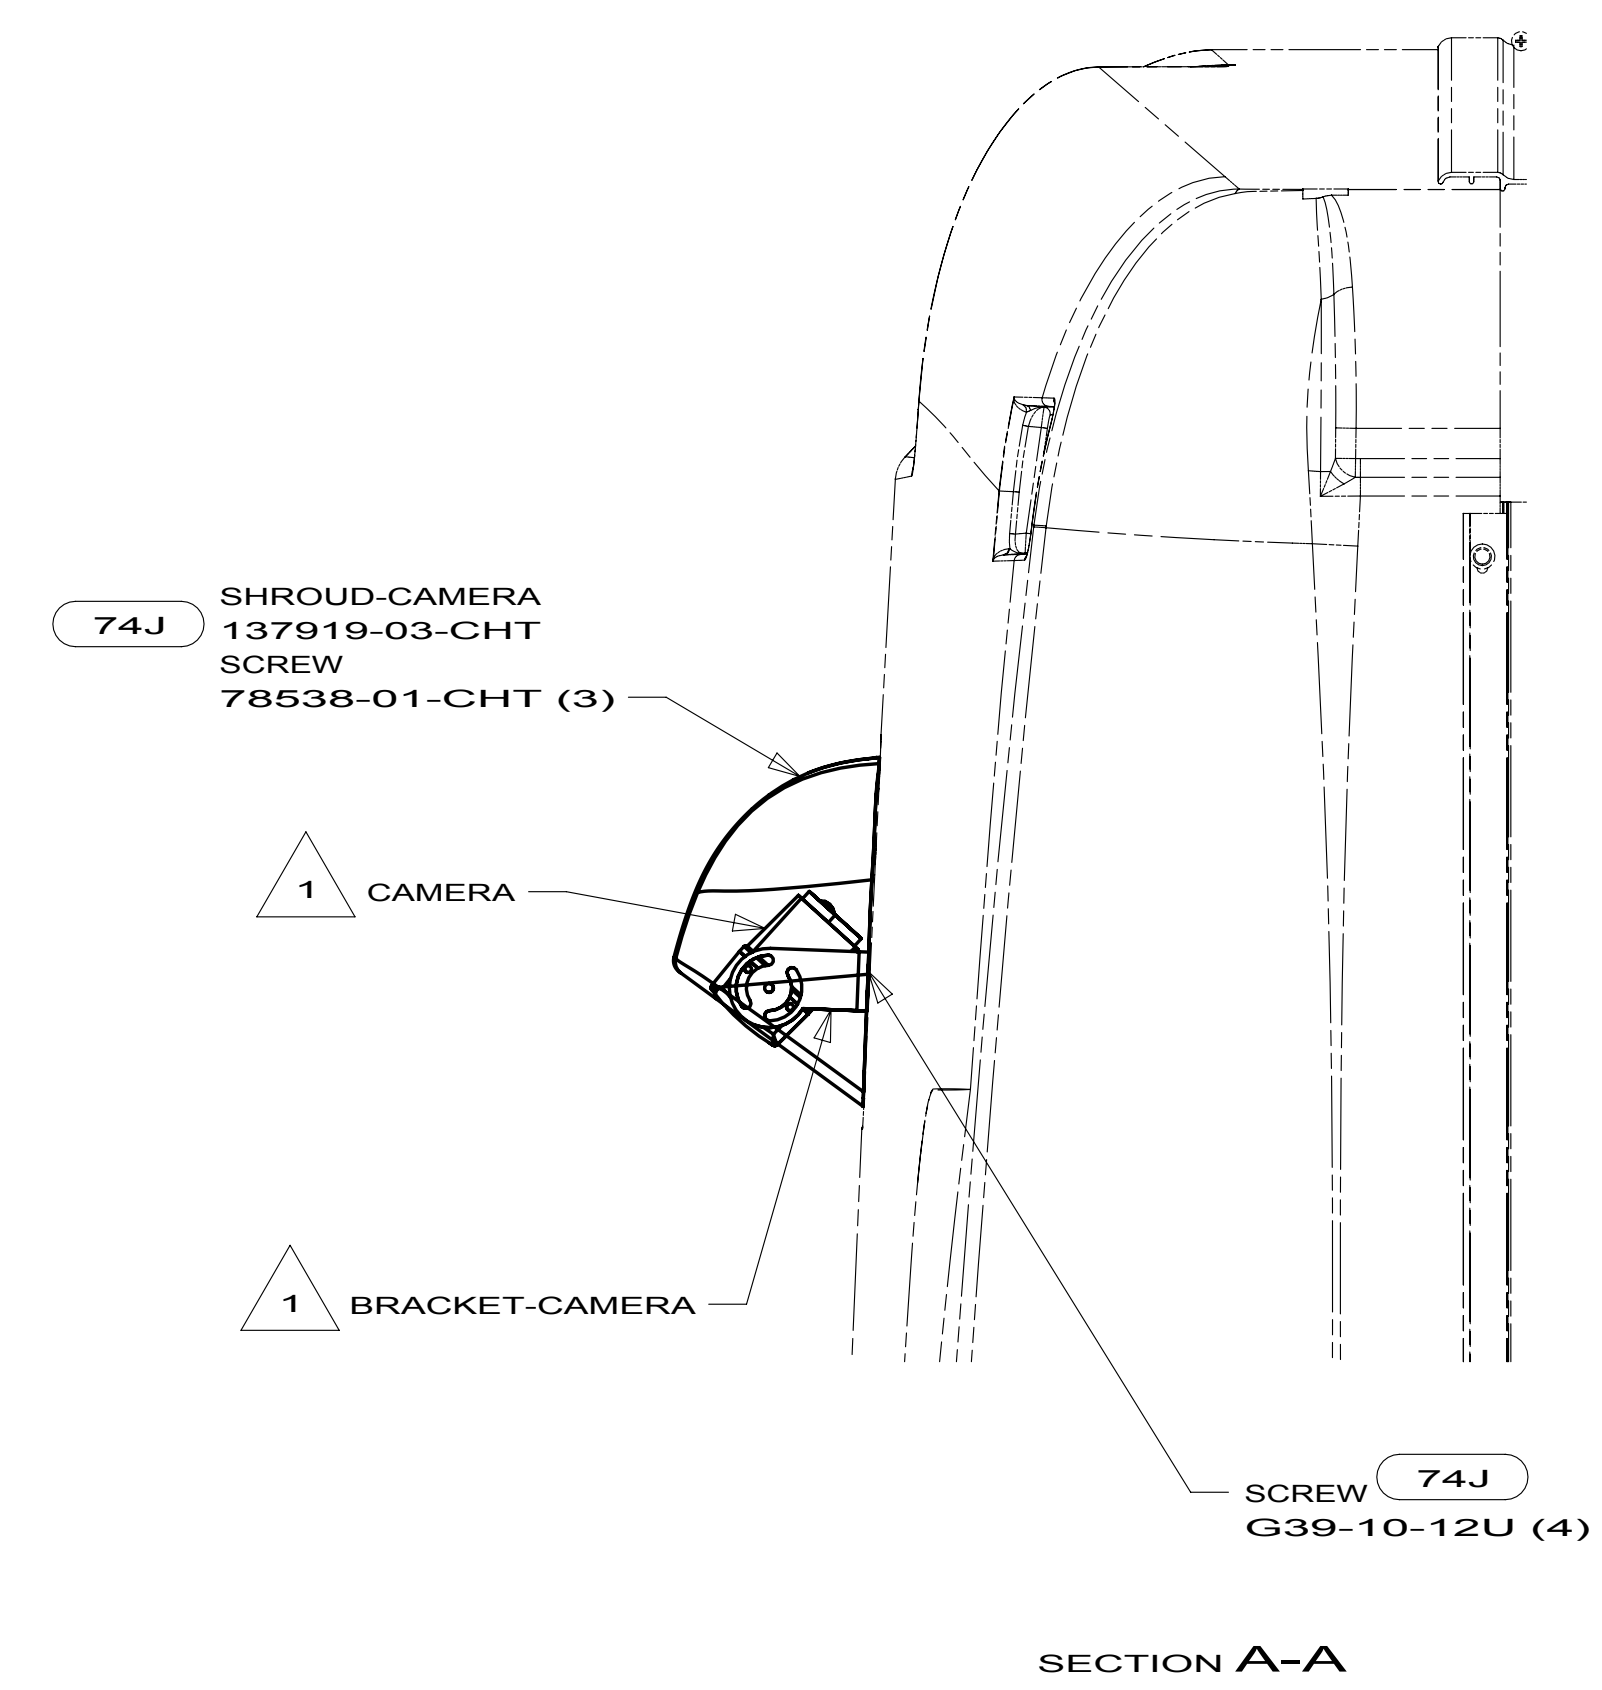 SHROUD-CAMERA
74J 137919-03-CHT
SCREW
78538-01-CHT (3)
1 CAMERA
1 BRACKET-CAMERA
SCREW 74J
G39-10-12U (4)
SECTION A-A